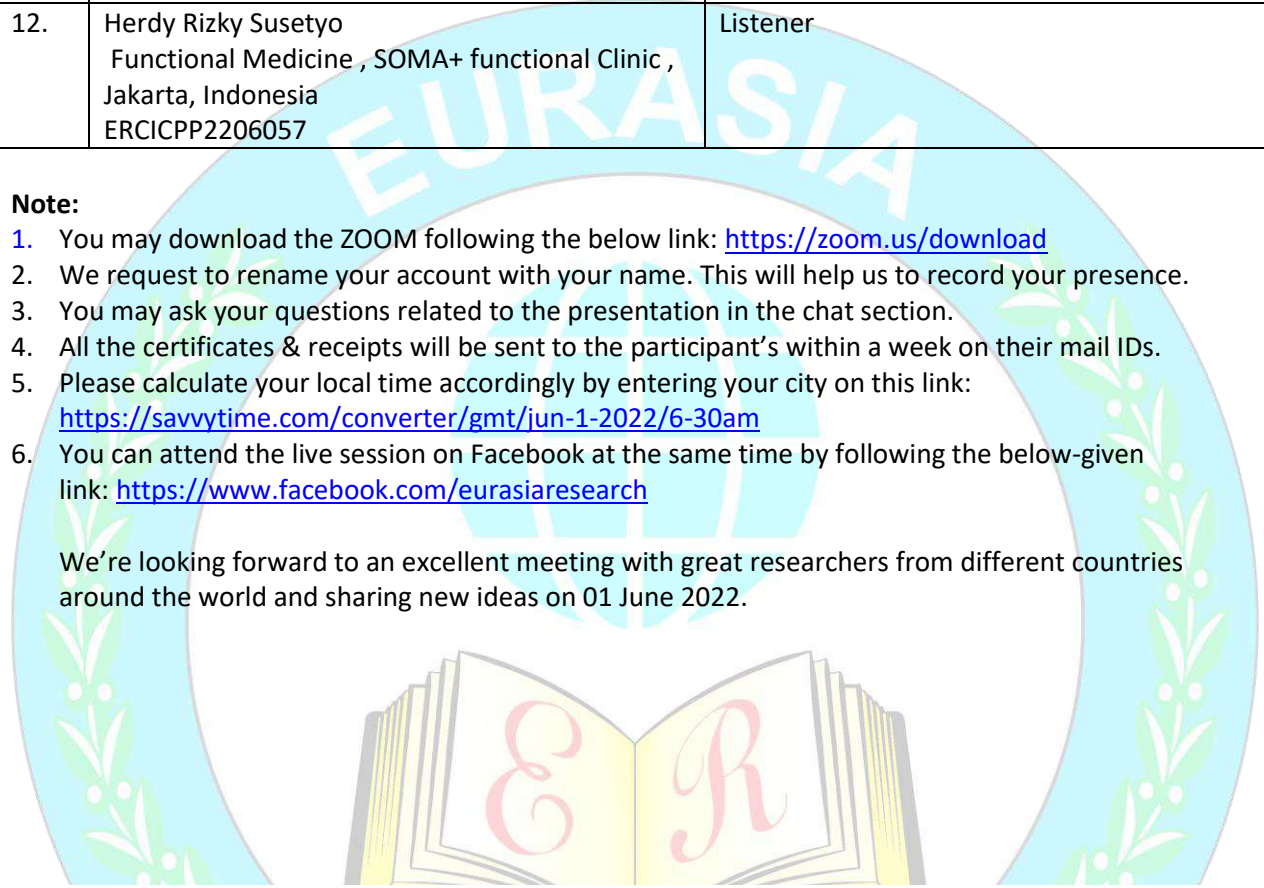 12. Herdy Rizky Susetyo Listener
Functional Medicine , SOMA+ functional Clinic ,
Jakarta, Indonesia
ERCICPP2206057
Note:
1. You may download the ZOOM following the below link: https://zoom.us/download
2. We request to rename your account with your name. This will help us to record your presence.
3. You may ask your questions related to the presentation in the chat section.
4. All the certificates & receipts will be sent to the participant’s within a week on their mail IDs.
5. Please calculate your local time accordingly by entering your city on this link:
https://savvytime.com/converter/gmt/jun-1-2022/6-30am
6. You can attend the live session on Facebook at the same time by following the below-given
link: https://www.facebook.com/eurasiaresearch
We’re looking forward to an excellent meeting with great researchers from different countries
around the world and sharing new ideas on 01 June 2022.
EURASIA
E R